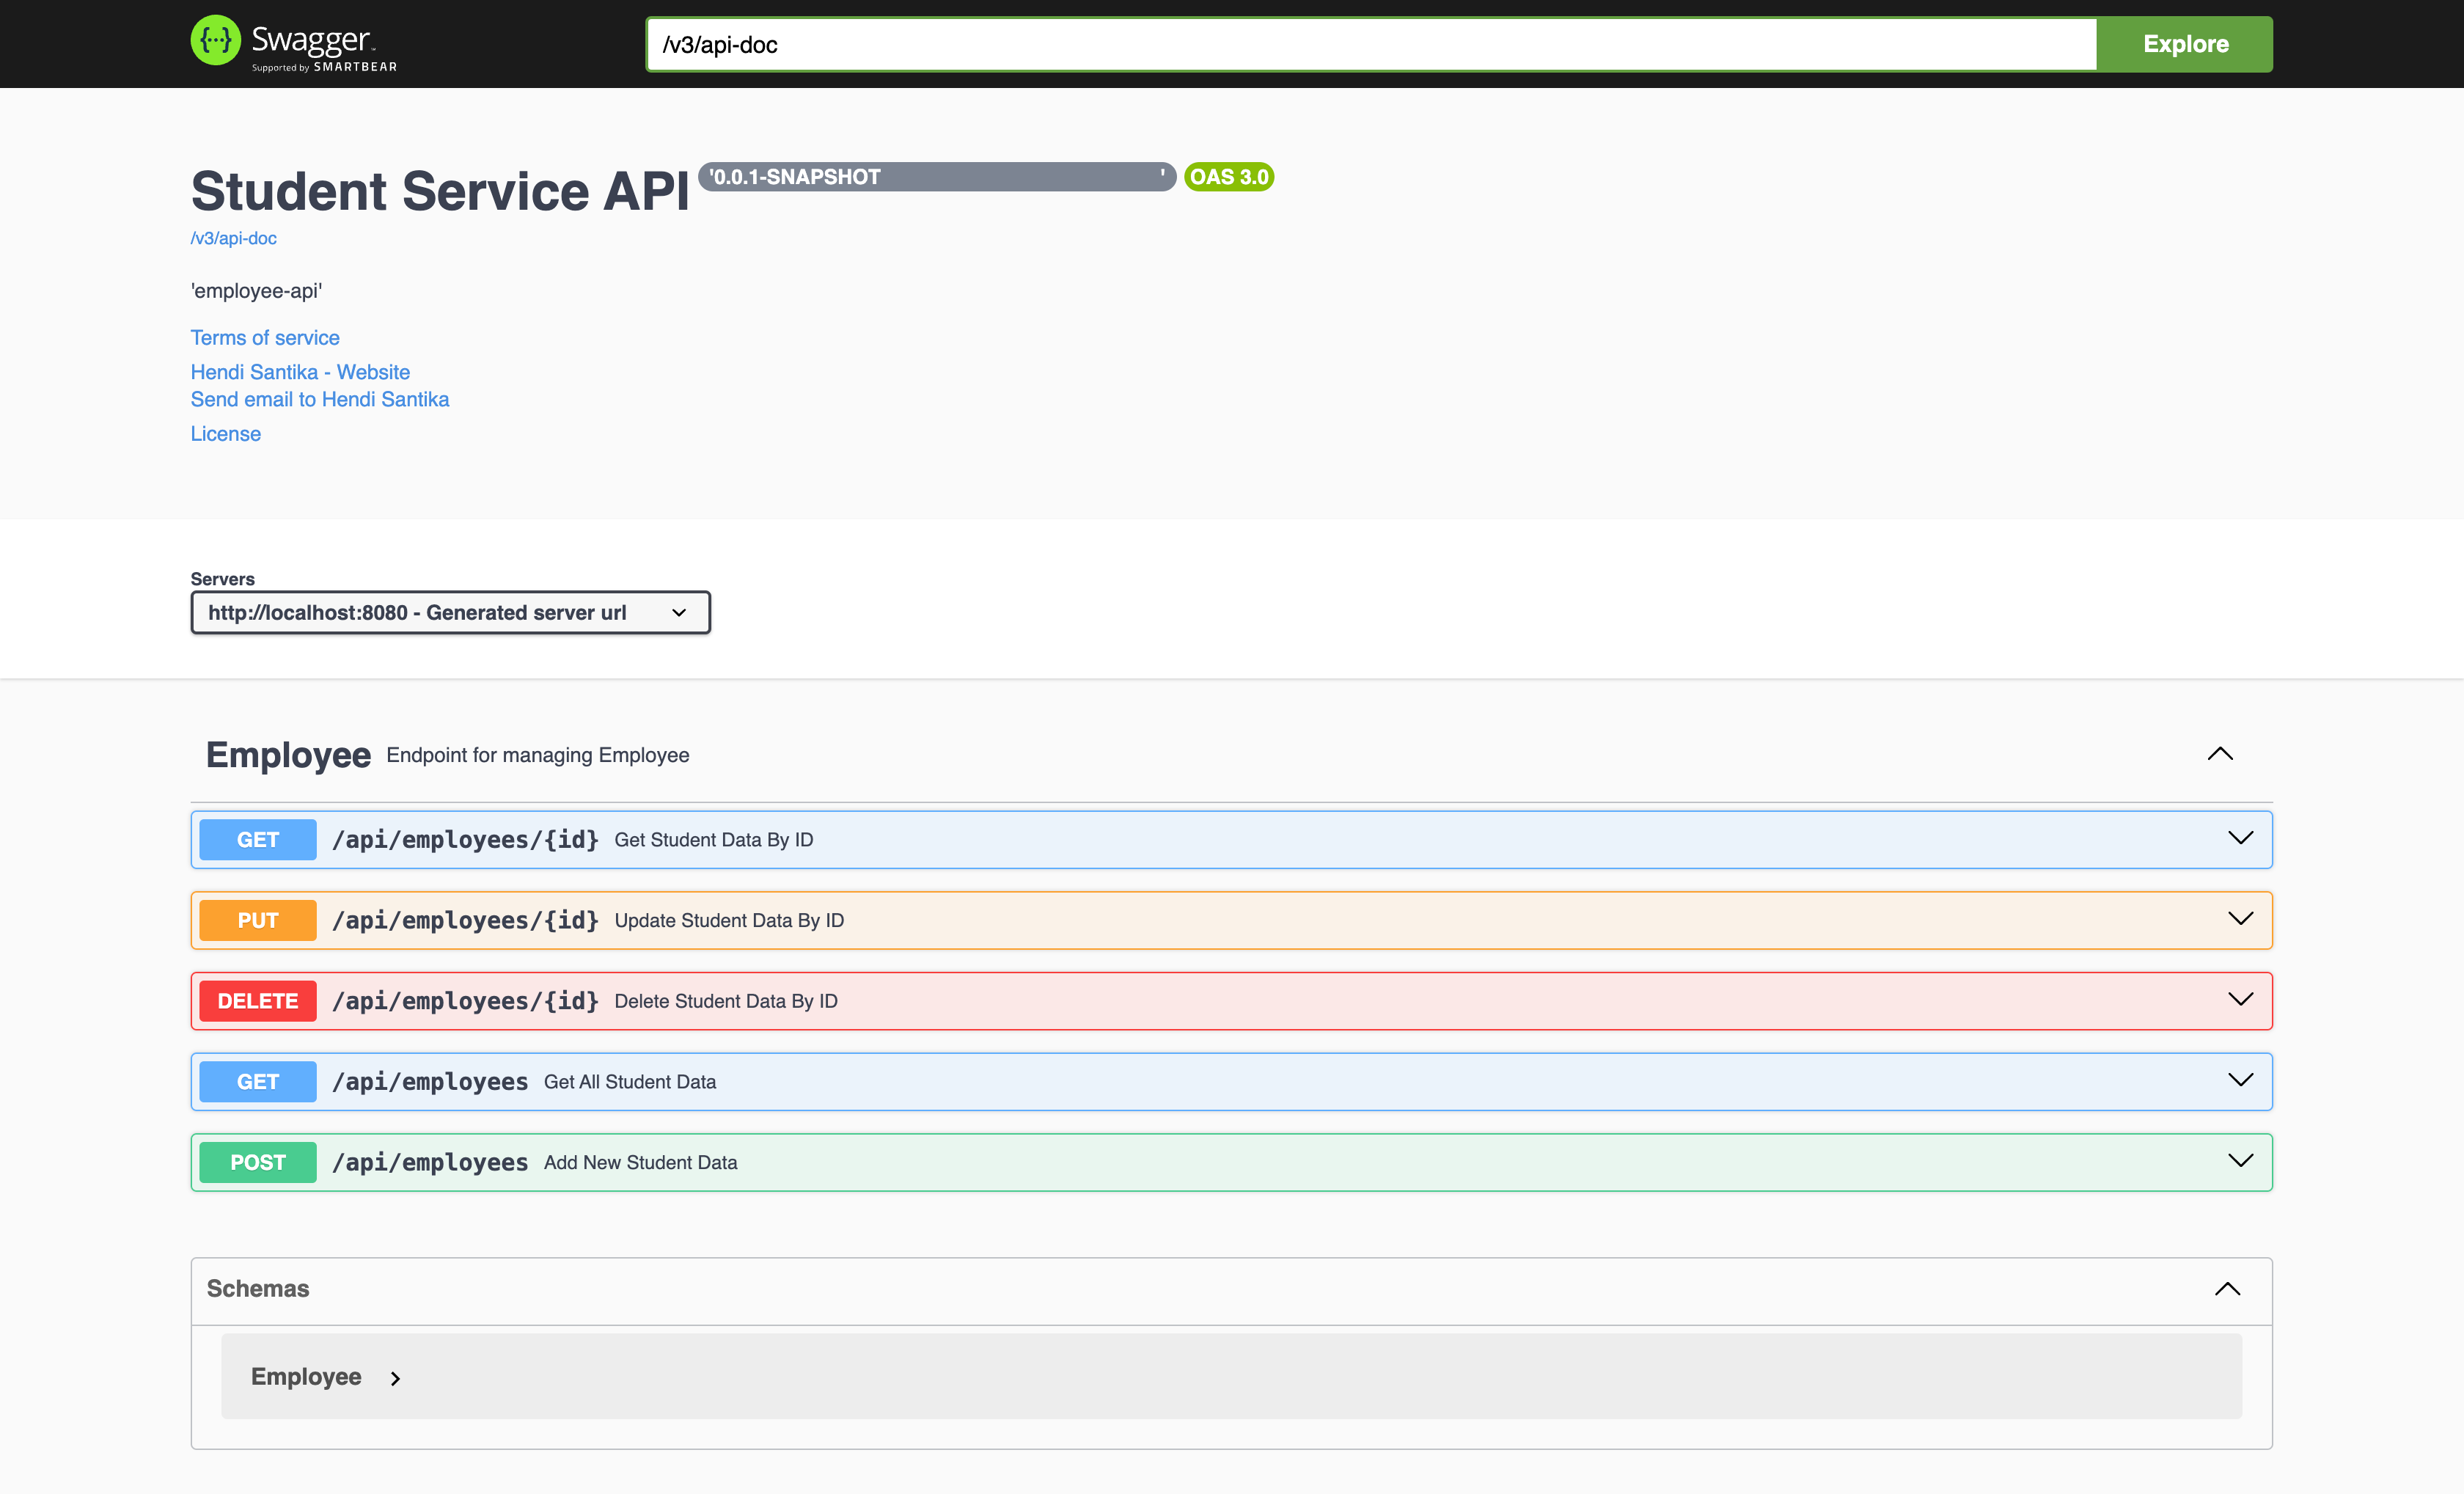 Swagger
Supported by SMARTBEAR
/v3/api-doc
Explore
Student Service API '0.0.1-SNAPSHOT ' OAS 3.0
/v3/api-doc
'employee-api'
Terms of service
Hendi Santika - Website
Send email to Hendi Santika
License
Servers
http://localhost:8080 - Generated server url
Employee Endpoint for managing Employee
GET /api/employees/{id} Get Student Data By ID
PUT /api/employees/{id} Update Student Data By ID
DELETE /api/employees/{id} Delete Student Data By ID
GET /api/employees Get All Student Data
POST /api/employees Add New Student Data
Schemas
Employee